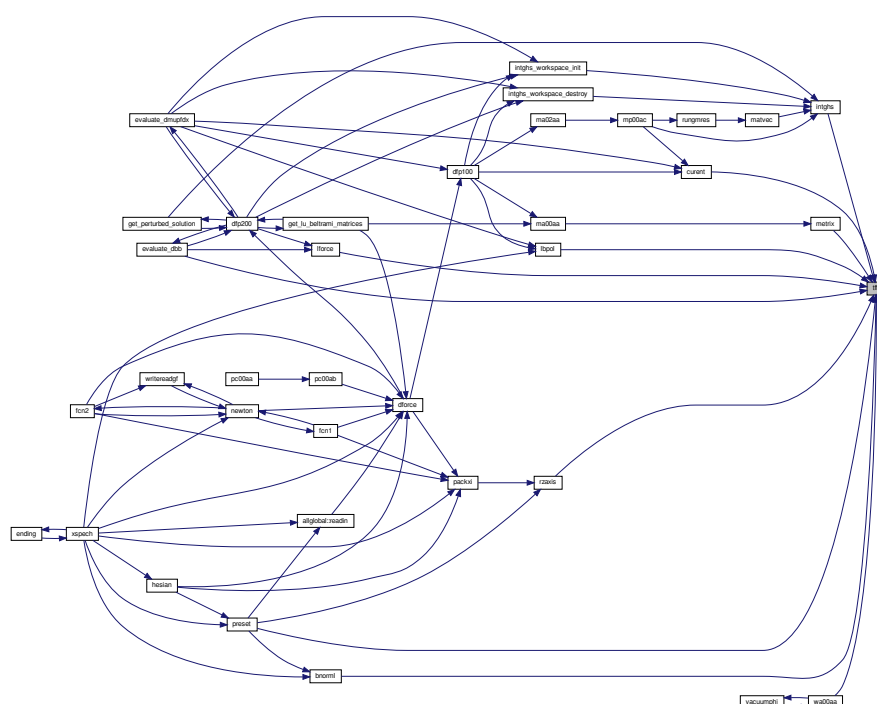 intghs_workspace_init
intghs_workspace_destroy
intghs
evaluate_dmupfdx
ma02aa
mp00ac
rungmres
matvec
dfp100
curent
get_perturbed_solution
dfp200
get_lu_beltrami_matrices
ma00aa
metrix
evaluate_dbb
lforce
lbpol
writereadgf
pc00aa
pc00ab
fcn2
newton
dforce
fcn1
packxi
rzaxis
allglobal::readin
ending
xspech
hesian
preset
bnorml
vacuumphi
wa00aa